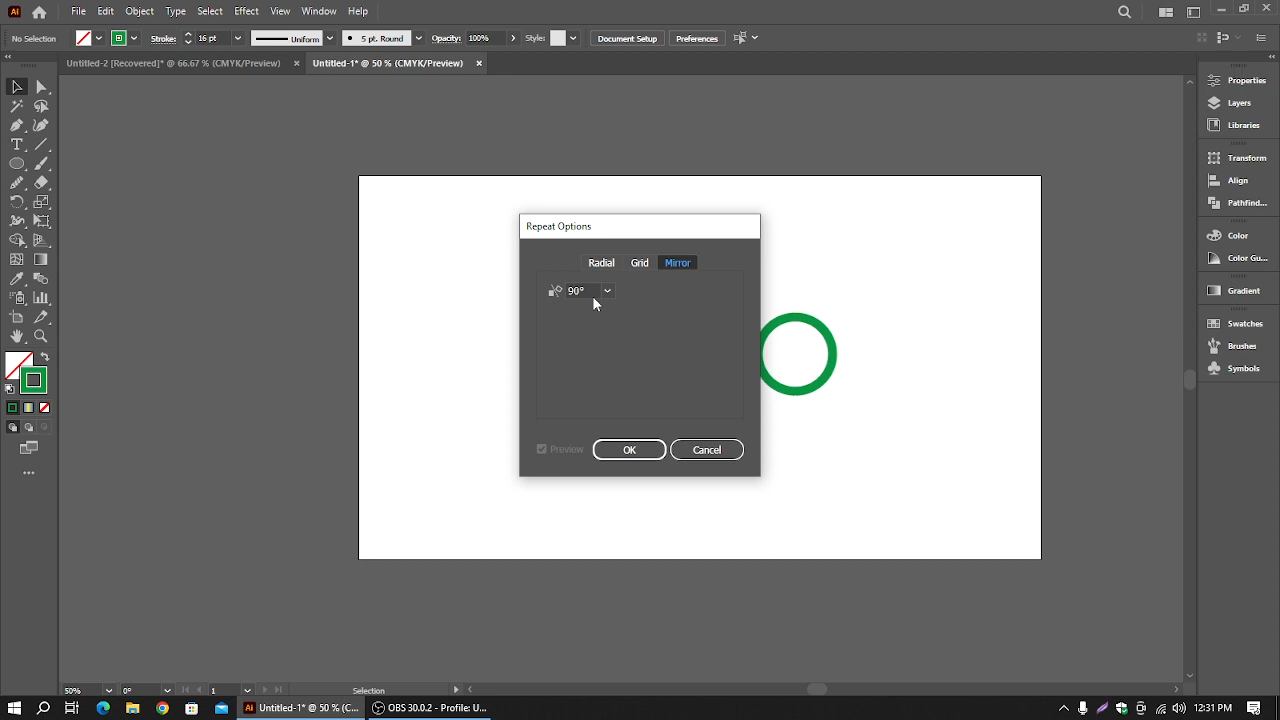 Ai File Edit Object Type Select Effect View Window Help
No Selection Stroke: 16 pt Uniform 5 pt. Round Opacity: 100% Style: Document Setup Preferences
Untitled-2 [Recovered]* @ 66.67 % (CMYK/Preview) Untitled-1* @ 50 % (CMYK/Preview)
Properties
Layers
Libraries
Transform
Align
Pathfind...
Color
Color Gu...
Gradient
Swatches
Brushes
Symbols
Repeat Options
Radial Grid Mirror
90°
Preview OK Cancel
50% 0° 1 Selection
Ai Untitled-1* @ 50 % (C... OBS 30.0.2 - Profile: U... 12:31 PM